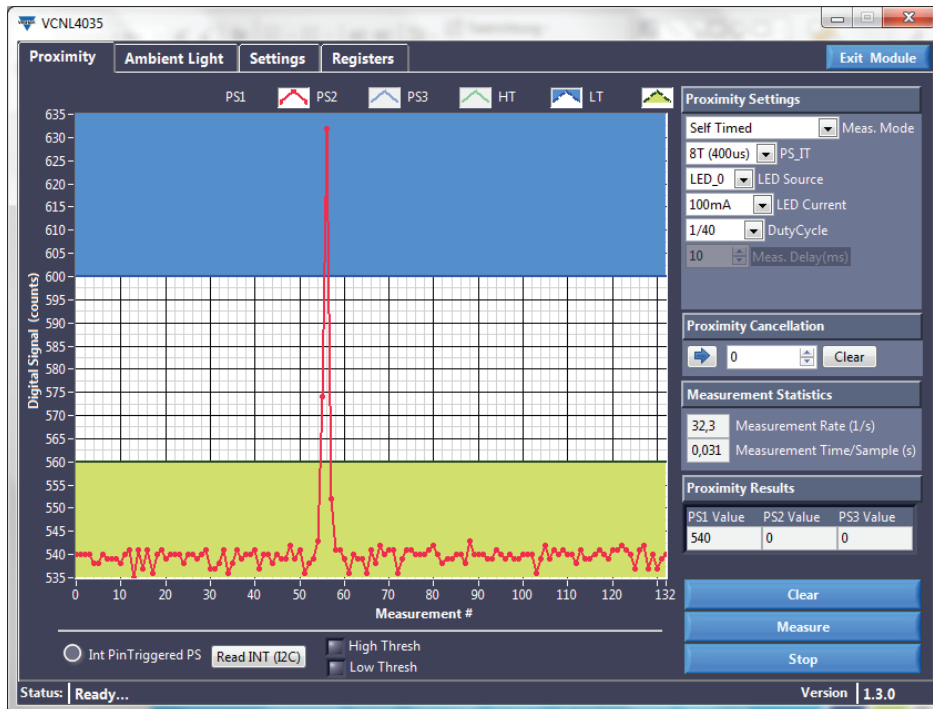 VCNL4035
Proximity
Ambient Light
Settings
Registers
Exit Module
PS1
PS2
PS3
HT
LT
635
630
625
620
615
610
605
600
595
590
585
580
575
570
565
560
555
550
545
540
535
Digital Signal (counts)
0 10 20 30 40 50 60 70 80 90 100 110 120 132
Measurement #
Int PinTriggered PS
Read INT (I2C)
High Thresh
Low Thresh
Proximity Settings
Self Timed Meas. Mode
8T (400us) PS_IT
LED_0 LED Source
100mA LED Current
1/40 DutyCycle
10 Meas. Delay(ms)
Proximity Cancellation
0 Clear
Measurement Statistics
32,3 Measurement Rate (1/s)
0,031 Measurement Time/Sample (s)
Proximity Results
PS1 Value PS2 Value PS3 Value
540 0 0
Clear
Measure
Stop
Status: Ready...
Version 1.3.0